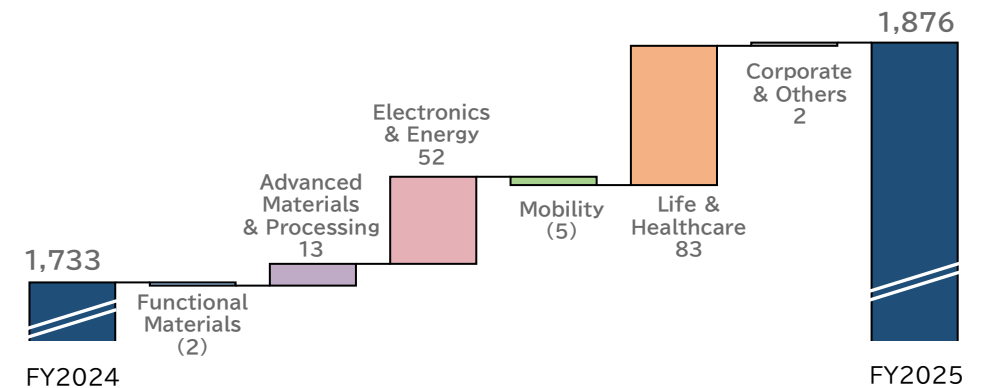 1,733
FY2024
Functional
Materials
(2)
Advanced
Materials
& Processing
13
Electronics
& Energy
52
Mobility
(5)
Life &
Healthcare
83
Corporate
& Others
2
1,876
FY2025